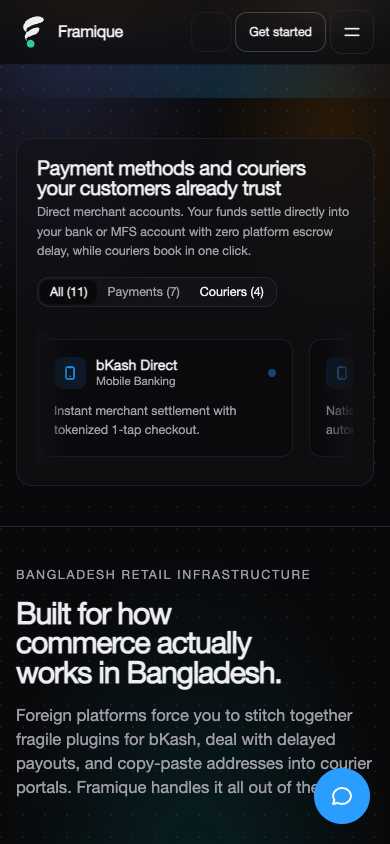 Framique
Get started
Payment methods and couriers
your customers already trust
Direct merchant accounts. Your funds settle directly into
your bank or MFS account with zero platform escrow
delay, while couriers book in one click.
All (11)
Payments (7)
Couriers (4)
bKash Direct
Mobile Banking
Instant merchant settlement with
tokenized 1-tap checkout.
BANGLADESH RETAIL INFRASTRUCTURE
Built for how
commerce actually
works in Bangladesh.
Foreign platforms force you to stitch together
fragile plugins for bKash, deal with delayed
payouts, and copy-paste addresses into courier
portals. Framique handles it all out of the